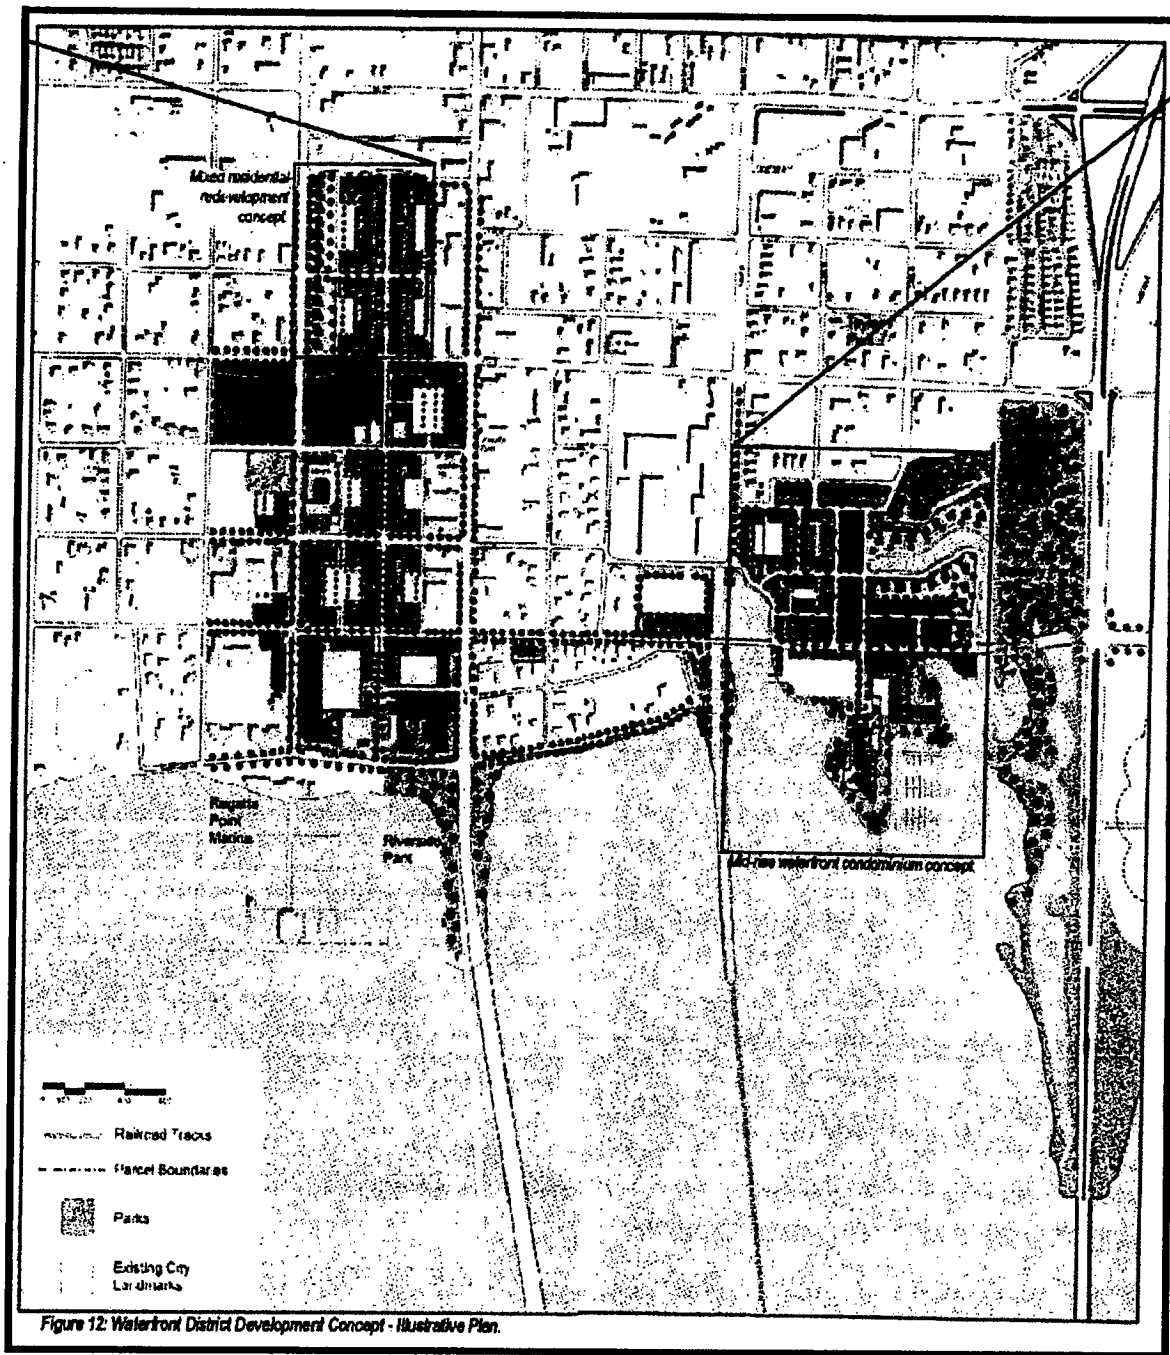 Mixed residential
redevelopment
concept
Regatta
Point
Marina
Riverside
Park
Mid-rise waterfront condominium concept
Railroad Tracks
Parcel Boundaries
Parks
Existing City
Landmarks
Figure 12: Waterfront District Development Concept - Illustrative Plan.